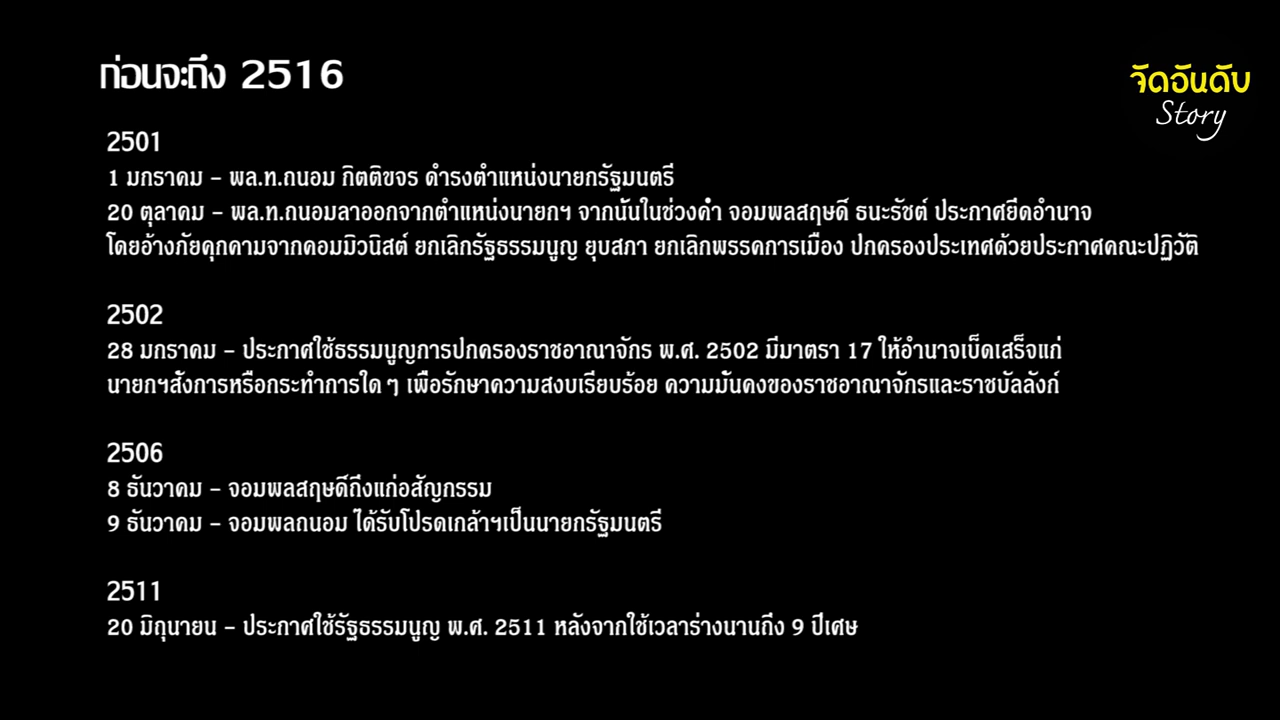 ก่อนจะถึง 2516
จัดอันดับ
Story
2501
1 มกราคม – พล.ท.ถนอม กิตติขจร ดำรงตำแหน่งนายกรัฐมนตรี
20 ตุลาคม – พล.ท.ถนอมลาออกจากตำแหน่งนายกฯ จากนั้นในช่วงค่ำ จอมพลสฤษดิ์ ธนะรัชต์ ประกาศยึดอำนาจ
โดยอ้างภัยคุกคามจากคอมมิวนิสต์ ยกเลิกรัฐธรรมนูญ ยุบสภา ยกเลิกพรรคการเมือง ปกครองประเทศด้วยประกาศคณะปฏิวัติ
2502
28 มกราคม – ประกาศใช้ธรรมนูญการปกครองราชอาณาจักร พ.ศ. 2502 มีมาตรา 17 ให้อำนาจเบ็ดเสร็จแก่
นายกฯสั่งการหรือกระทำการใด ๆ เพื่อรักษาความสงบเรียบร้อย ความมั่นคงของราชอาณาจักรและราชบัลลังก์
2506
8 ธันวาคม – จอมพลสฤษดิ์ถึงแก่อสัญกรรม
9 ธันวาคม – จอมพลถนอม ได้รับโปรดเกล้าฯเป็นนายกรัฐมนตรี
2511
20 มิถุนายน – ประกาศใช้รัฐธรรมนูญ พ.ศ. 2511 หลังจากใช้เวลาร่างนานถึง 9 ปีเศษ